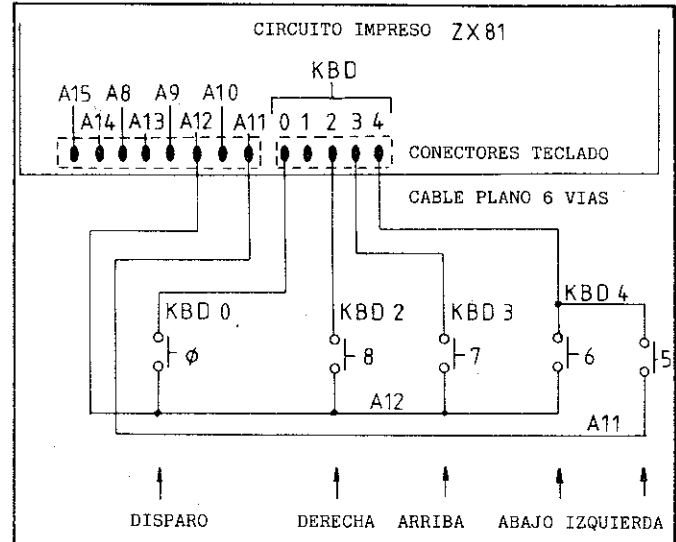 CIRCUITO IMPRESO ZX81
KBD
A15 A8 A9 A10
A14 A13 A12 A11 0 1 2 3 4
CONECTORES TECLADO
CABLE PLANO 6 VIAS
KBD 4
KBD 0 KBD 2 KBD 3
ø 8 7 6 5
A12
A11
DISPARO DERECHA ARRIBA ABAJO IZQUIERDA